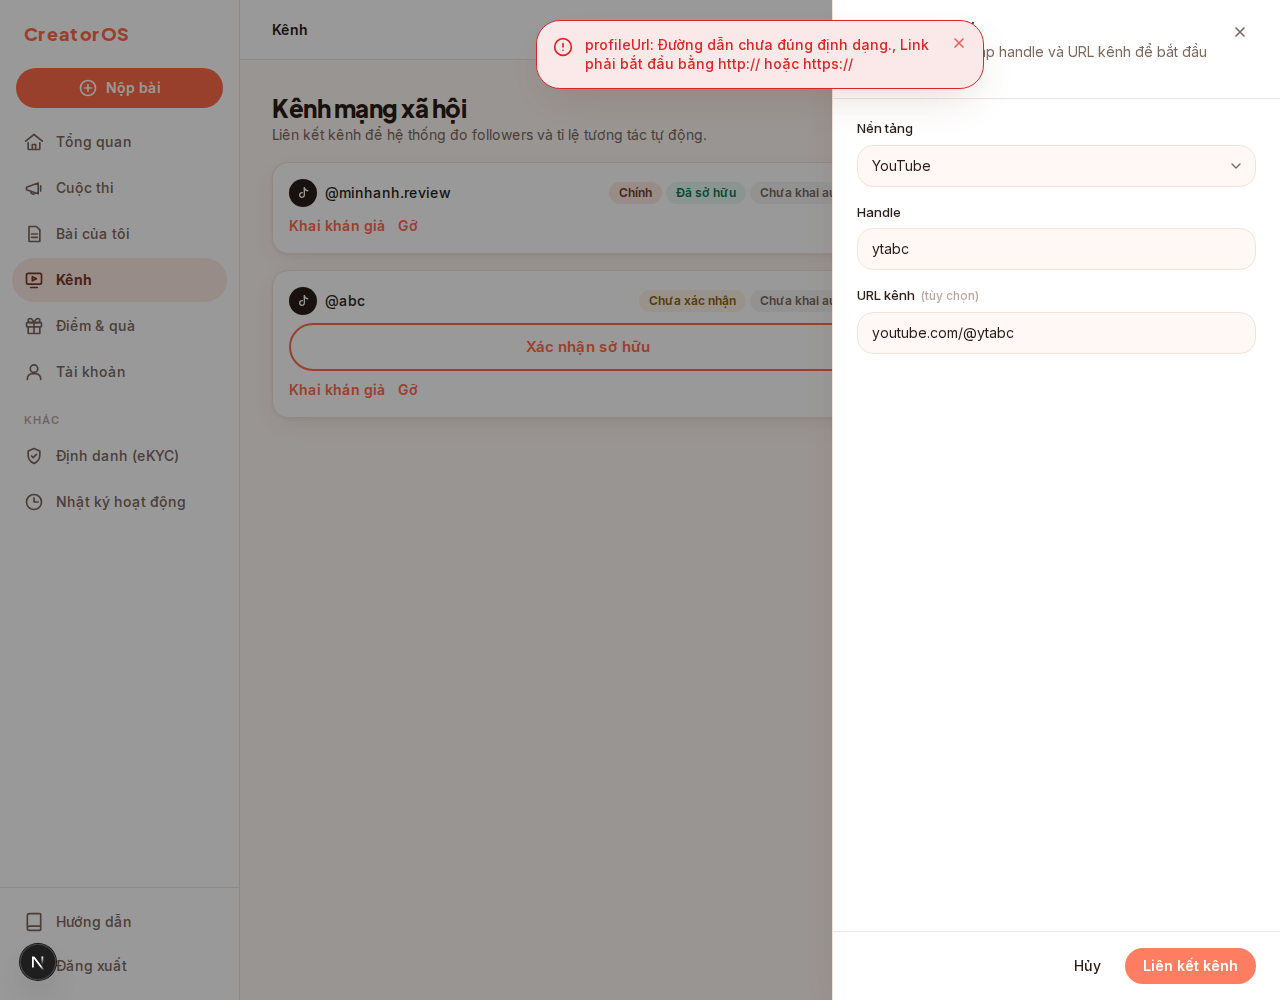 CreatorOS
Nộp bài
Tổng quan
Cuộc thi
Bài của tôi
Kênh
Điểm & quà
Tài khoản
KHÁC
Định danh (eKYC)
Nhật ký hoạt động
Hướng dẫn
Đăng xuất
Kênh
Kênh mạng xã hội
Liên kết kênh để hệ thống đo followers và tỉ lệ tương tác tự động.
@minhanh.review
Chính
Đã sở hữu
Chưa khai
Khai khán giả
Gỡ
@abc
Chưa xác nhận
Chưa khai
Xác nhận sở hữu
Khai khán giả
Gỡ
profileUrl: Đường dẫn chưa đúng định dạng., Link
phải bắt đầu bằng http:// hoặc https://
handle và URL kênh để bắt đầu
Nền tảng
YouTube
Handle
ytabc
URL kênh (tùy chọn)
youtube.com/@ytabc
Hủy
Liên kết kênh